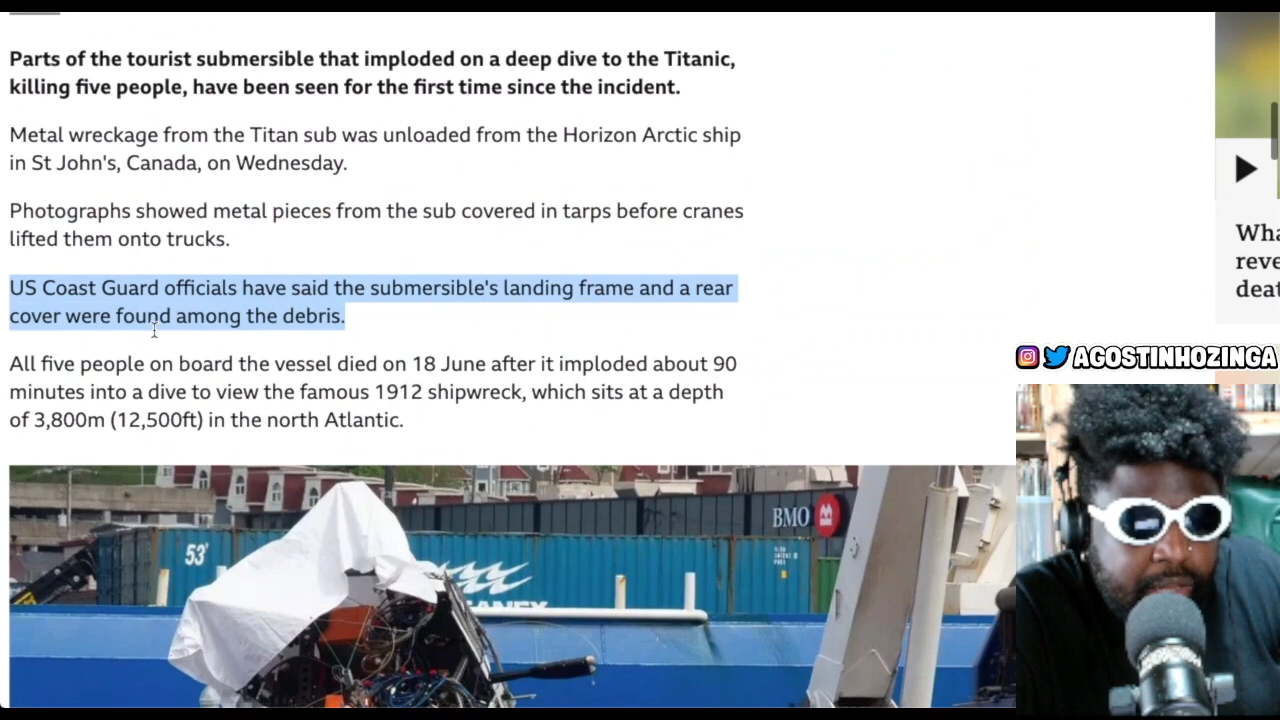 Parts of the tourist submersible that imploded on a deep dive to the Titanic,
killing five people, have been seen for the first time since the incident.
Metal wreckage from the Titan sub was unloaded from the Horizon Arctic ship
in St John's, Canada, on Wednesday.
Photographs showed metal pieces from the sub covered in tarps before cranes
lifted them onto trucks.
US Coast Guard officials have said the submersible's landing frame and a rear
cover were found among the debris.
All five people on board the vessel died on 18 June after it imploded about 90
minutes into a dive to view the famous 1912 shipwreck, which sits at a depth
of 3,800m (12,500ft) in the north Atlantic.
53'
BMO
AGOSTINHOZINGA